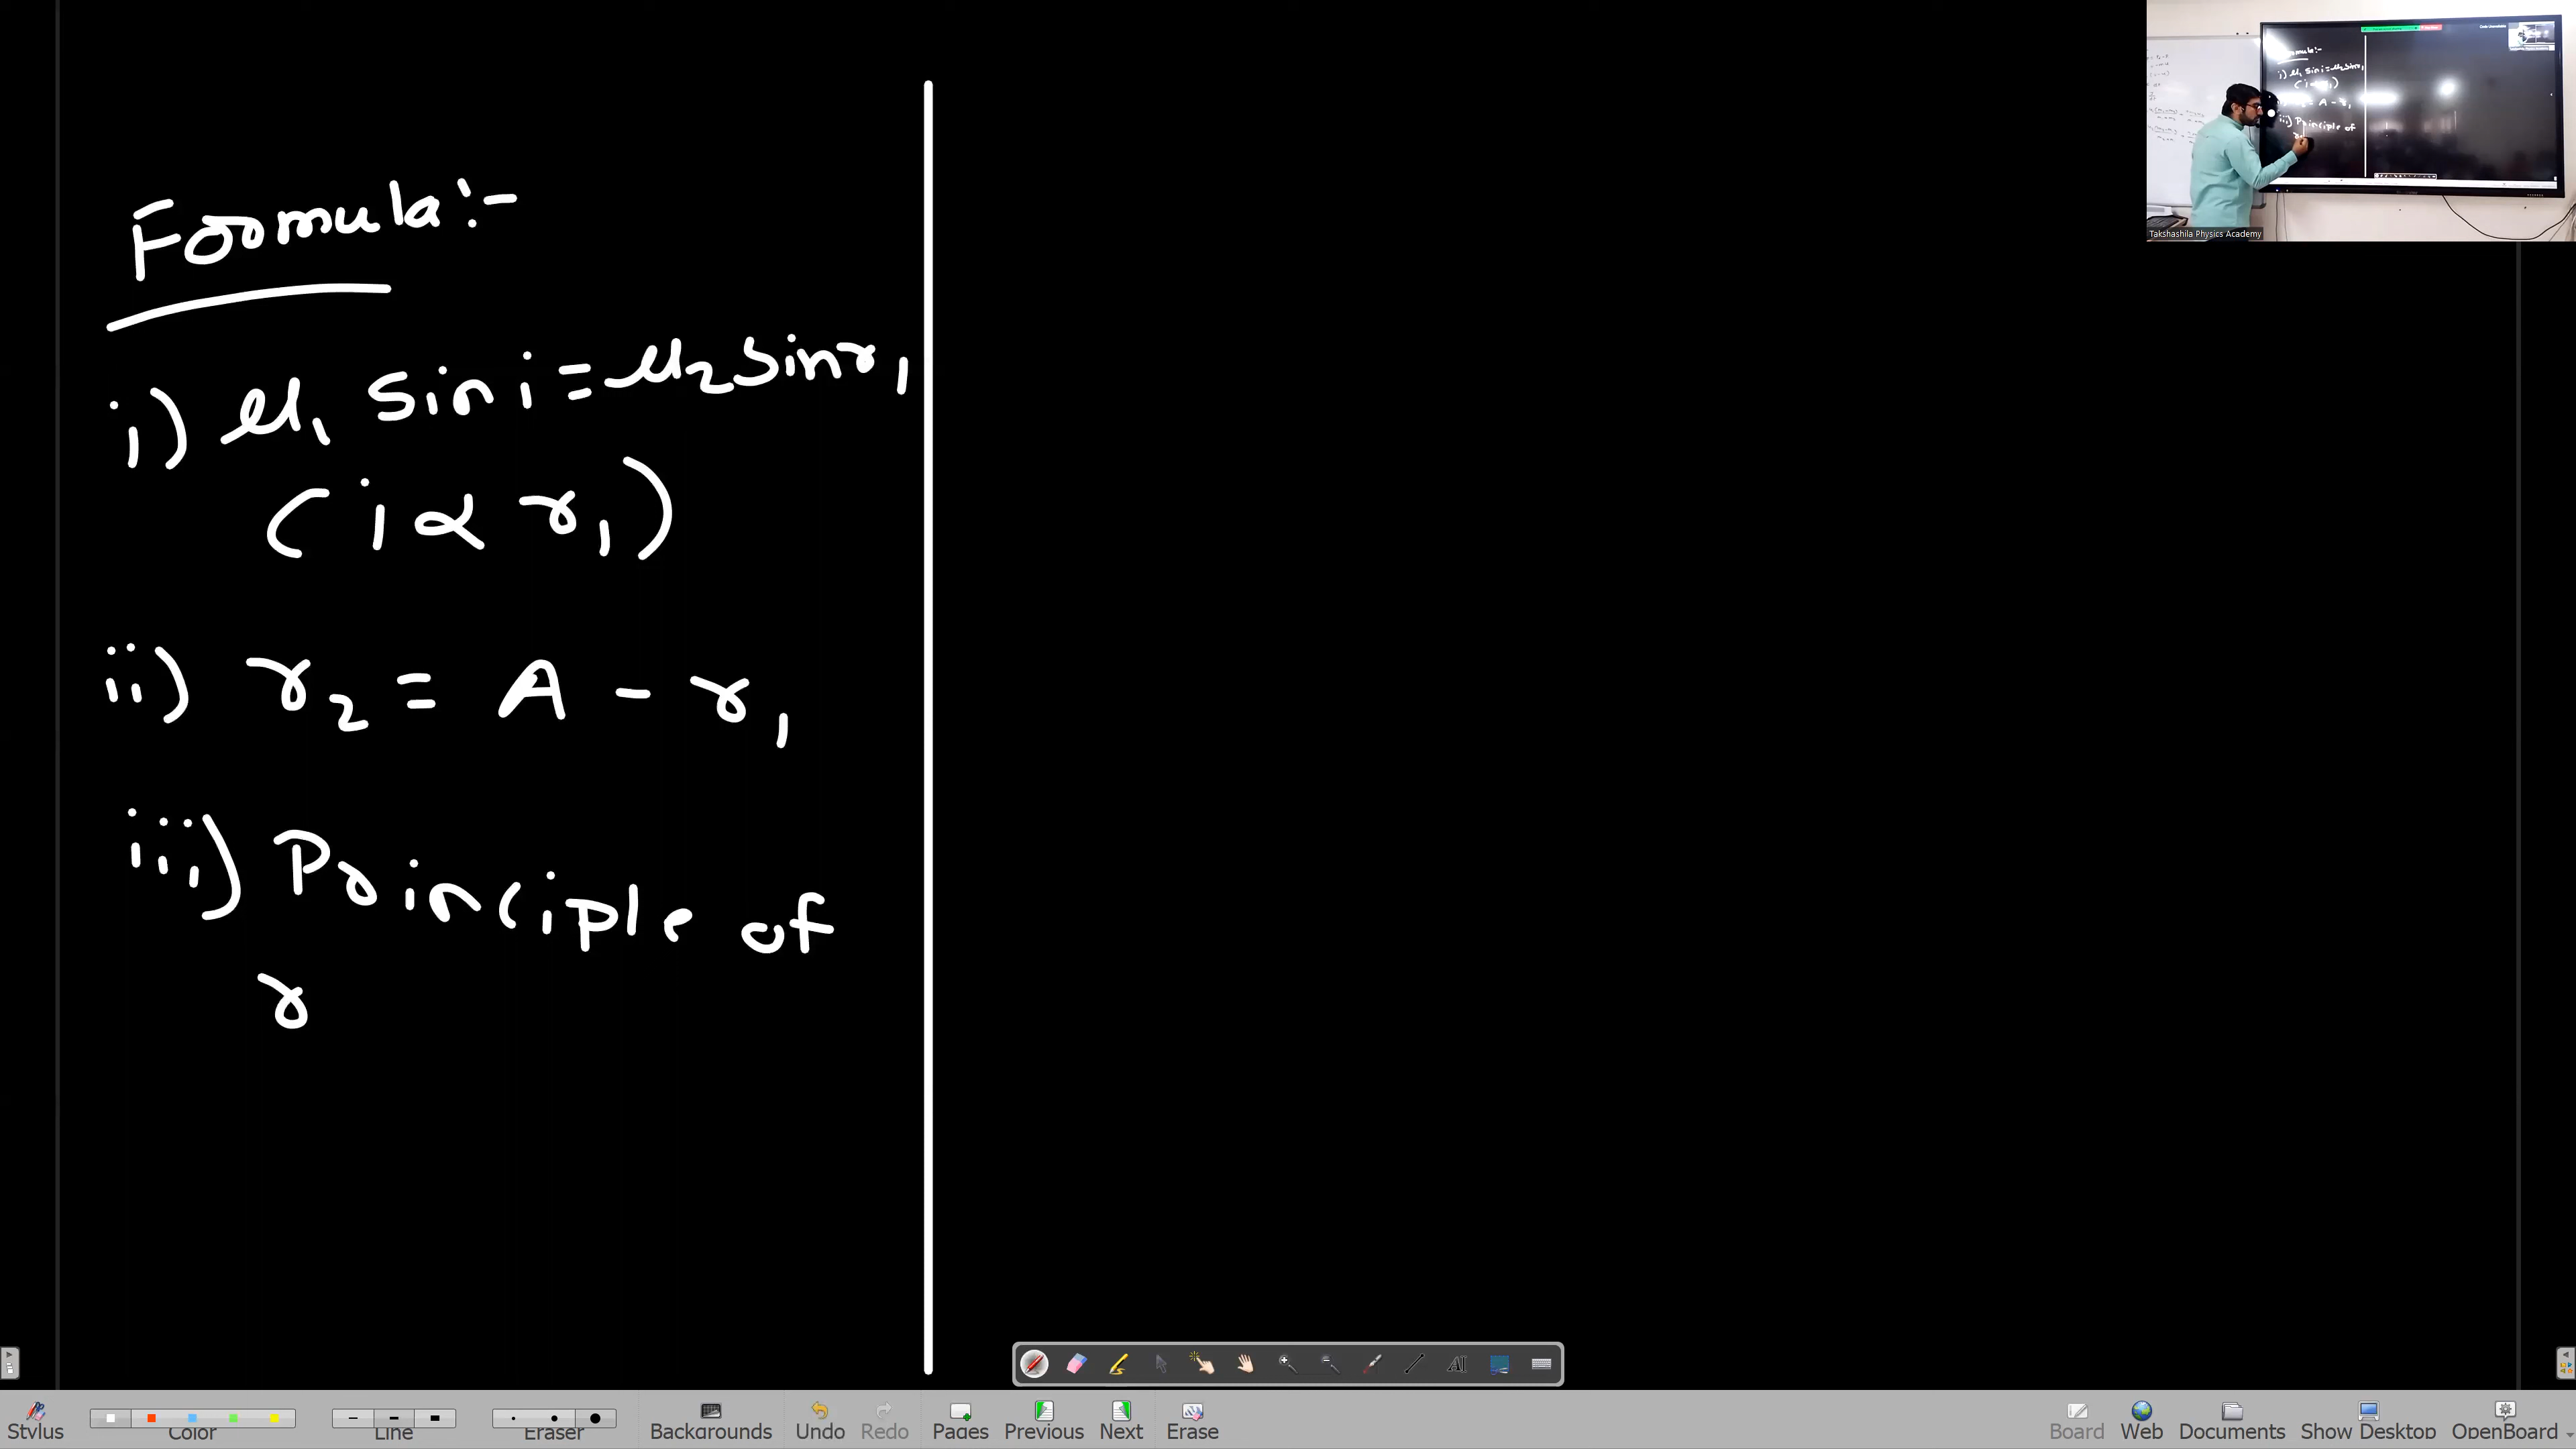 Formula:-
i) μ₁ sin i = μ₂ sin r₁
( i ∝ r₁ )
ii) r₂ = A - r₁
iii) Principle of
r
Takshashila Physics Academy
Stylus
Color
Line
Eraser
Backgrounds
Undo
Redo
Pages
Previous
Next
Erase
Board
Web
Documents
Show Desktop
OpenBoard